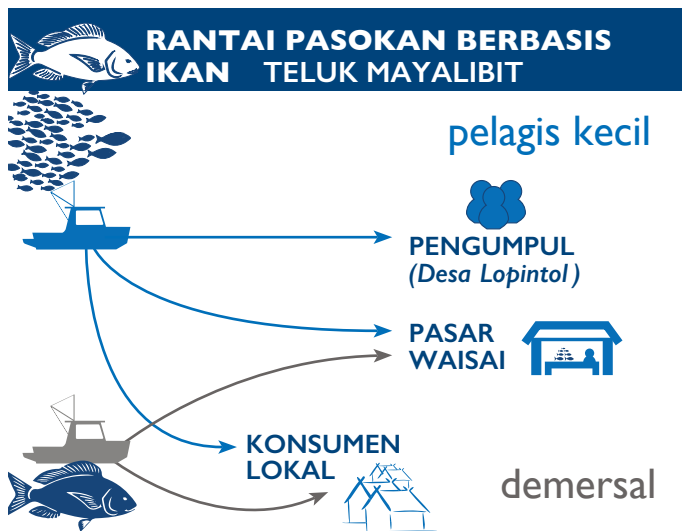 RANTAI PASOKAN BERBASIS
IKAN TELUK MAYALIBIT
pelagis kecil
PENGUMPUL
(Desa Lopintol)
PASAR
WAISAI
KONSUMEN
LOKAL
demersal